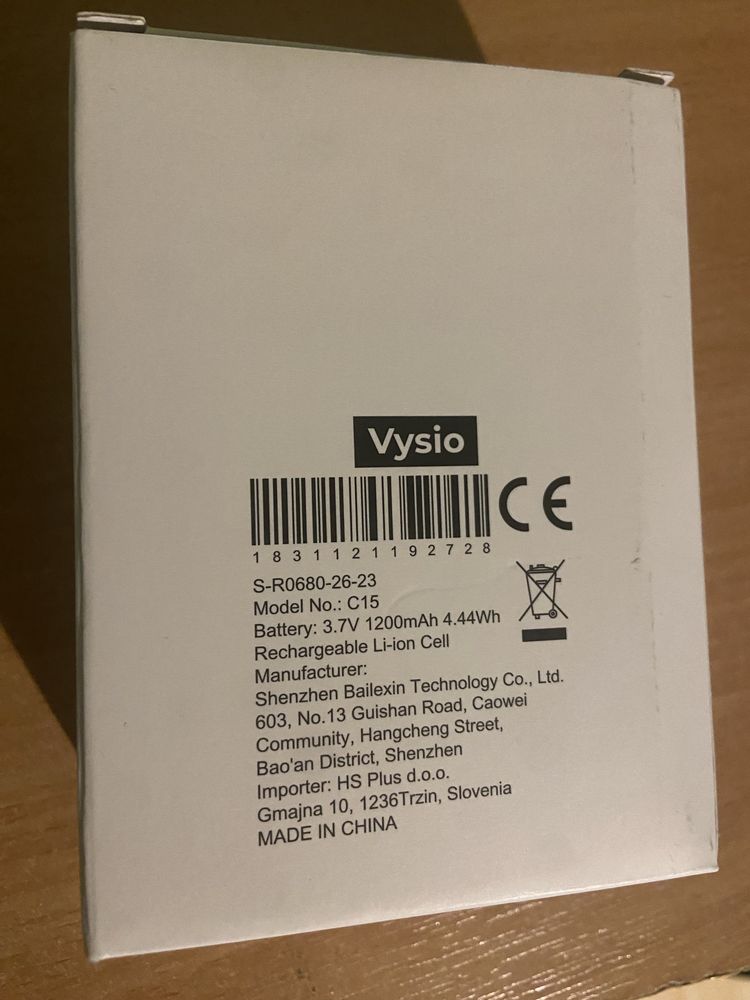 Vysio
CE
1831121192728
S-R0680-26-23
Model No.: C15
Battery: 3.7V 1200mAh 4.44Wh
Rechargeable Li-ion Cell
Manufacturer:
Shenzhen Bailexin Technology Co., Ltd.
603, No.13 Guishan Road, Caowei
Community, Hangcheng Street,
Bao'an District, Shenzhen
Importer: HS Plus d.o.o.
Gmajna 10, 1236Trzin, Slovenia
MADE IN CHINA